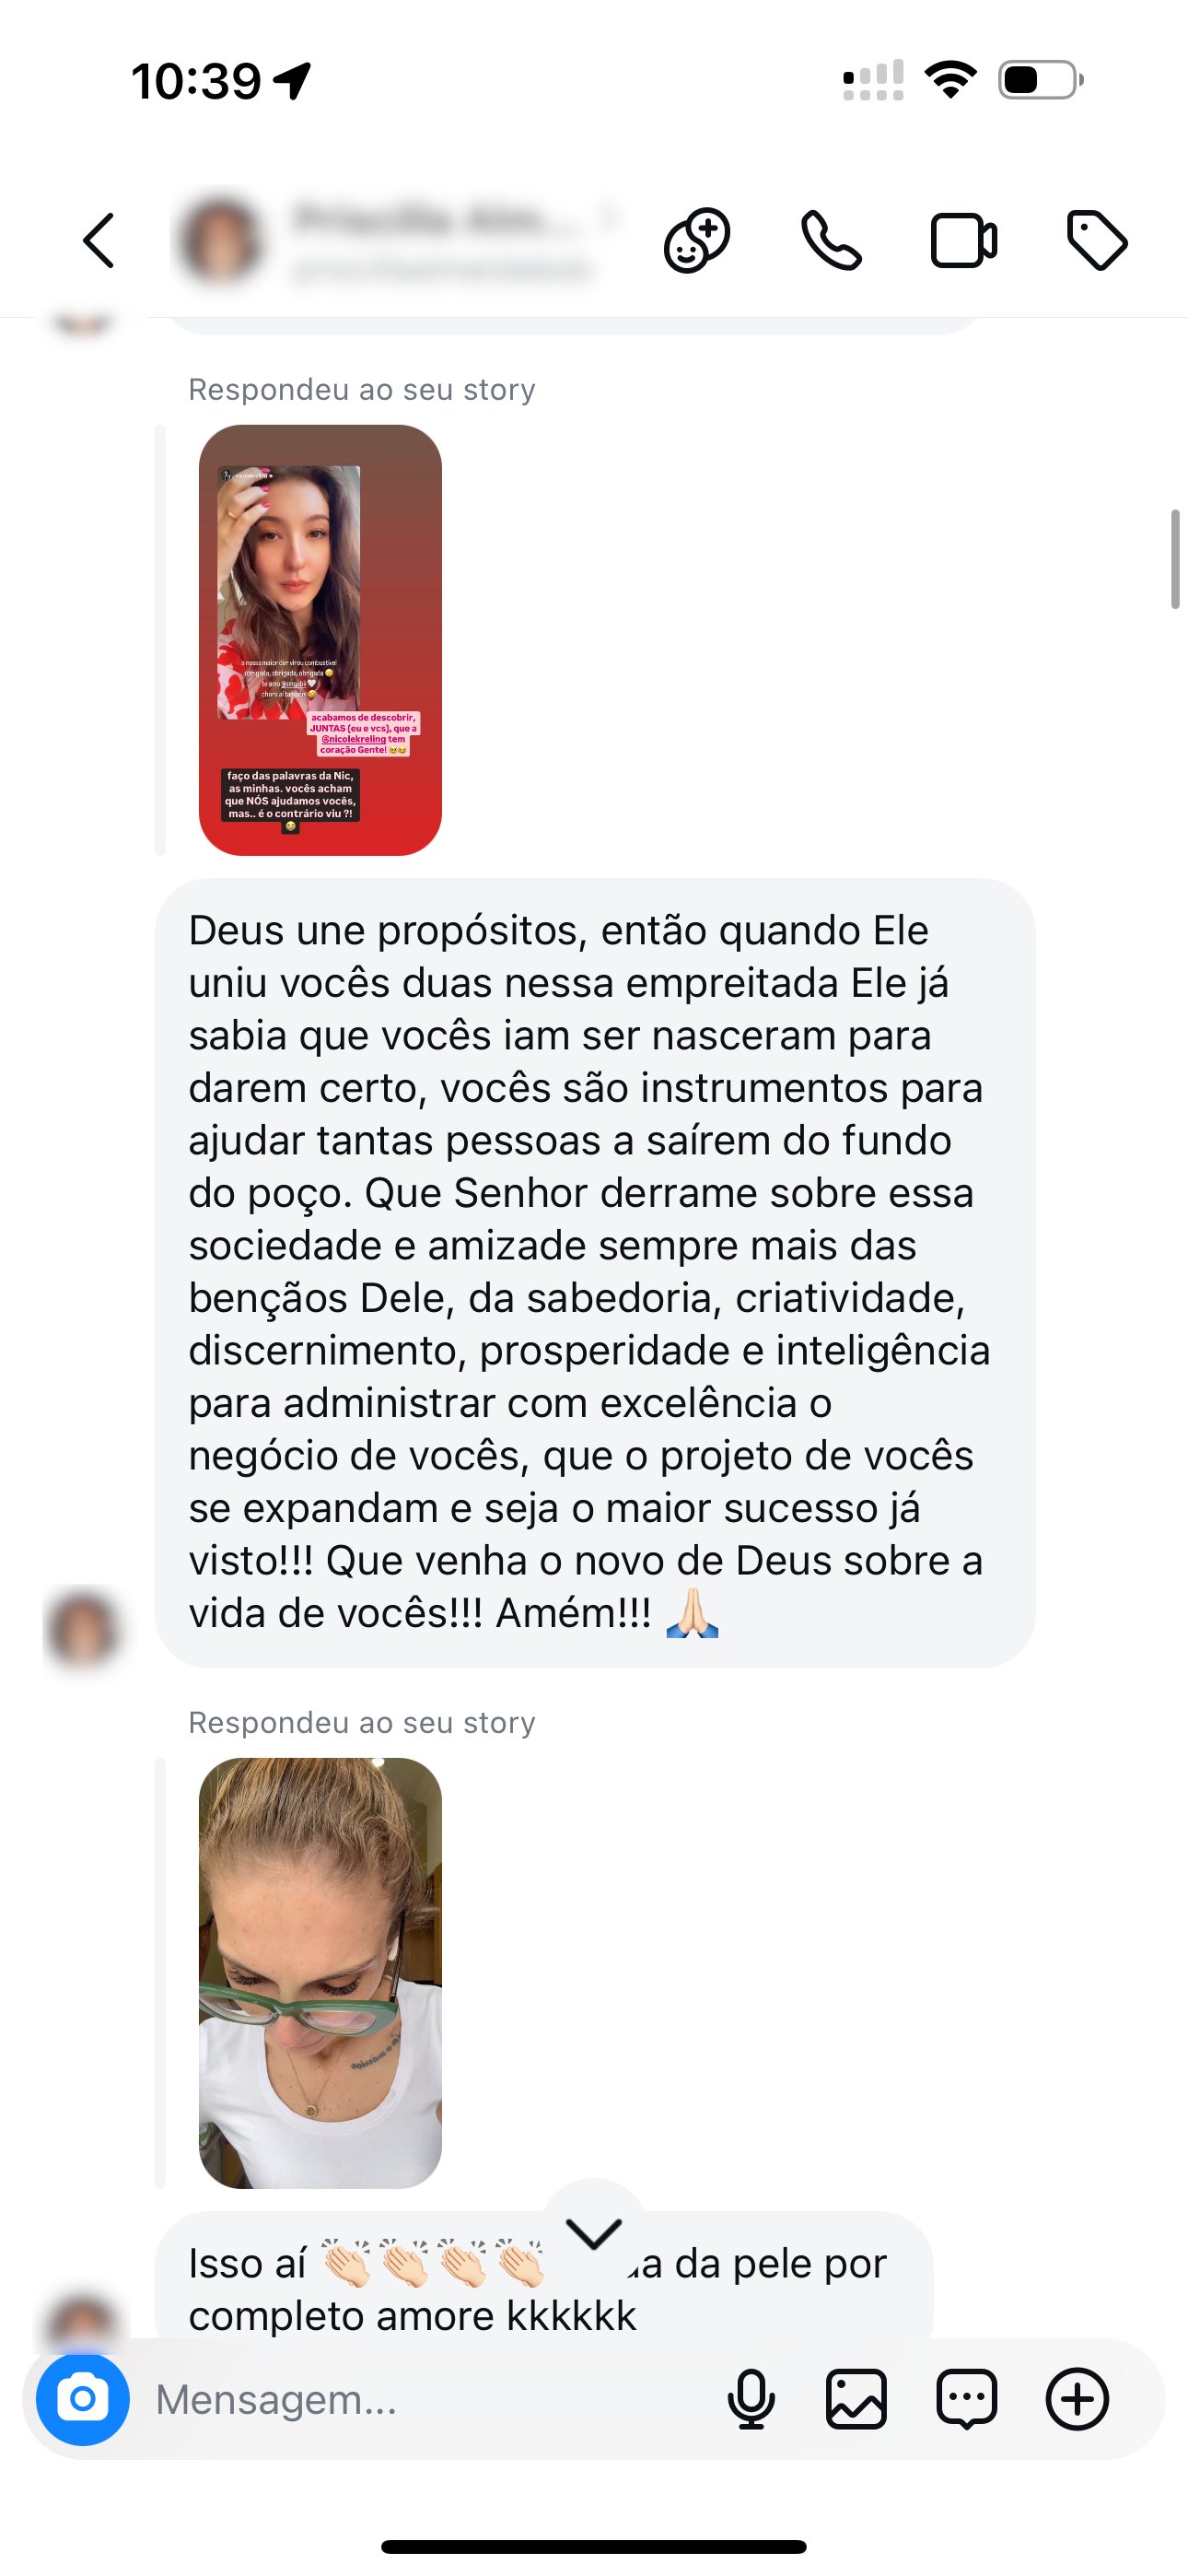 10:39
Respondeu ao seu story
a nossa maior dor virou combustível
obrigada, obrigada, obrigada 🥹
te amo
chora aí também
acabamos de descobrir,
JUNTAS (eu e vcs), que a
@nicolekreling tem
coração Gente! 🥹😂
faço das palavras da Nic,
as minhas. vocês acham
que NÓS ajudamos vocês,
mas.. é o contrário viu ?!
😭
Deus une propósitos, então quando Ele
uniu vocês duas nessa empreitada Ele já
sabia que vocês iam ser nasceram para
darem certo, vocês são instrumentos para
ajudar tantas pessoas a saírem do fundo
do poço. Que Senhor derrame sobre essa
sociedade e amizade sempre mais das
bençãos Dele, da sabedoria, criatividade,
discernimento, prosperidade e inteligência
para administrar com excelência o
negócio de vocês, que o projeto de vocês
se expandam e seja o maior sucesso já
visto!!! Que venha o novo de Deus sobre a
vida de vocês!!! Amém!!! 🙏🏻
Respondeu ao seu story
Isso aí 👏🏻👏🏻👏🏻👏🏻 da pele por
completo amore kkkkkk
Mensagem...